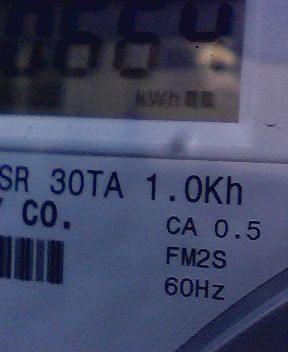 kWh
SR 30TA 1.0Kh
Y CO.
CA 0.5
FM2S
60Hz